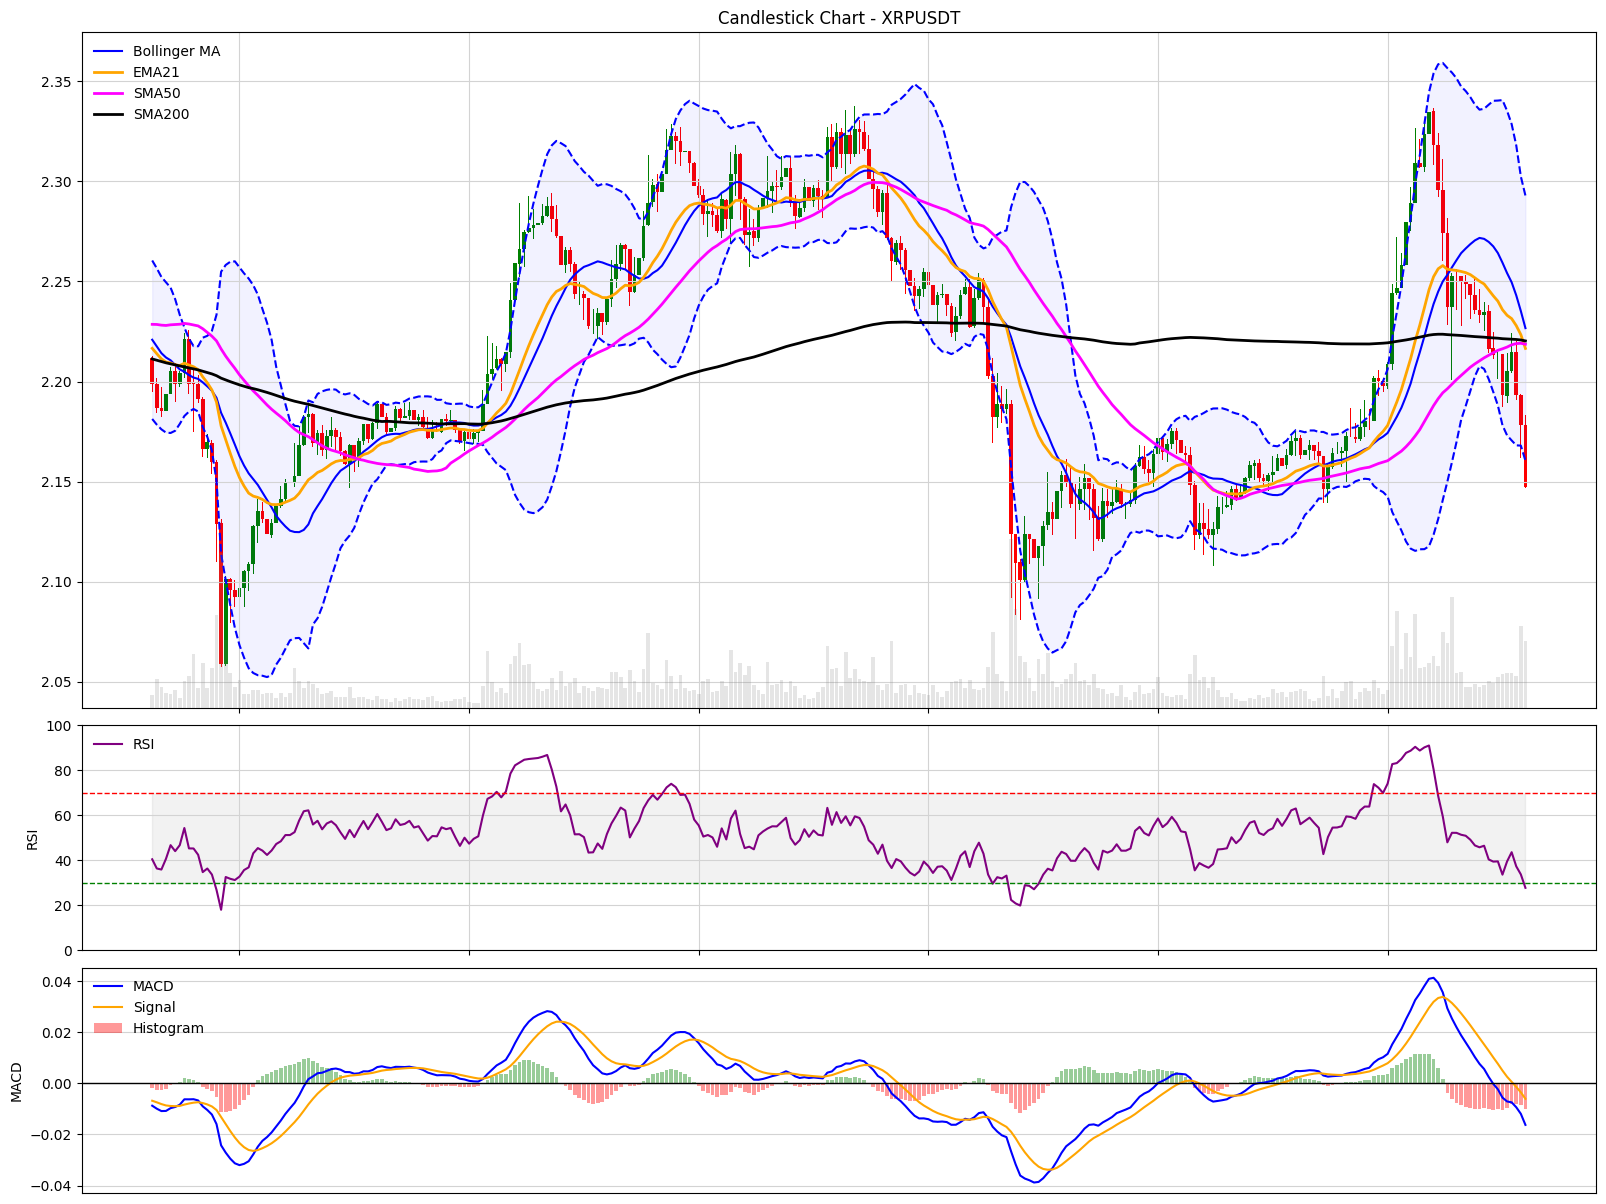 Candlestick Chart - XRPUSDT
Bollinger MA
EMA21
SMA50
SMA200
2.35
2.30
2.25
2.20
2.15
2.10
2.05
RSI
100
80
60
40
20
0
RSI
MACD
Signal
Histogram
0.04
0.02
0.00
−0.02
−0.04
MACD